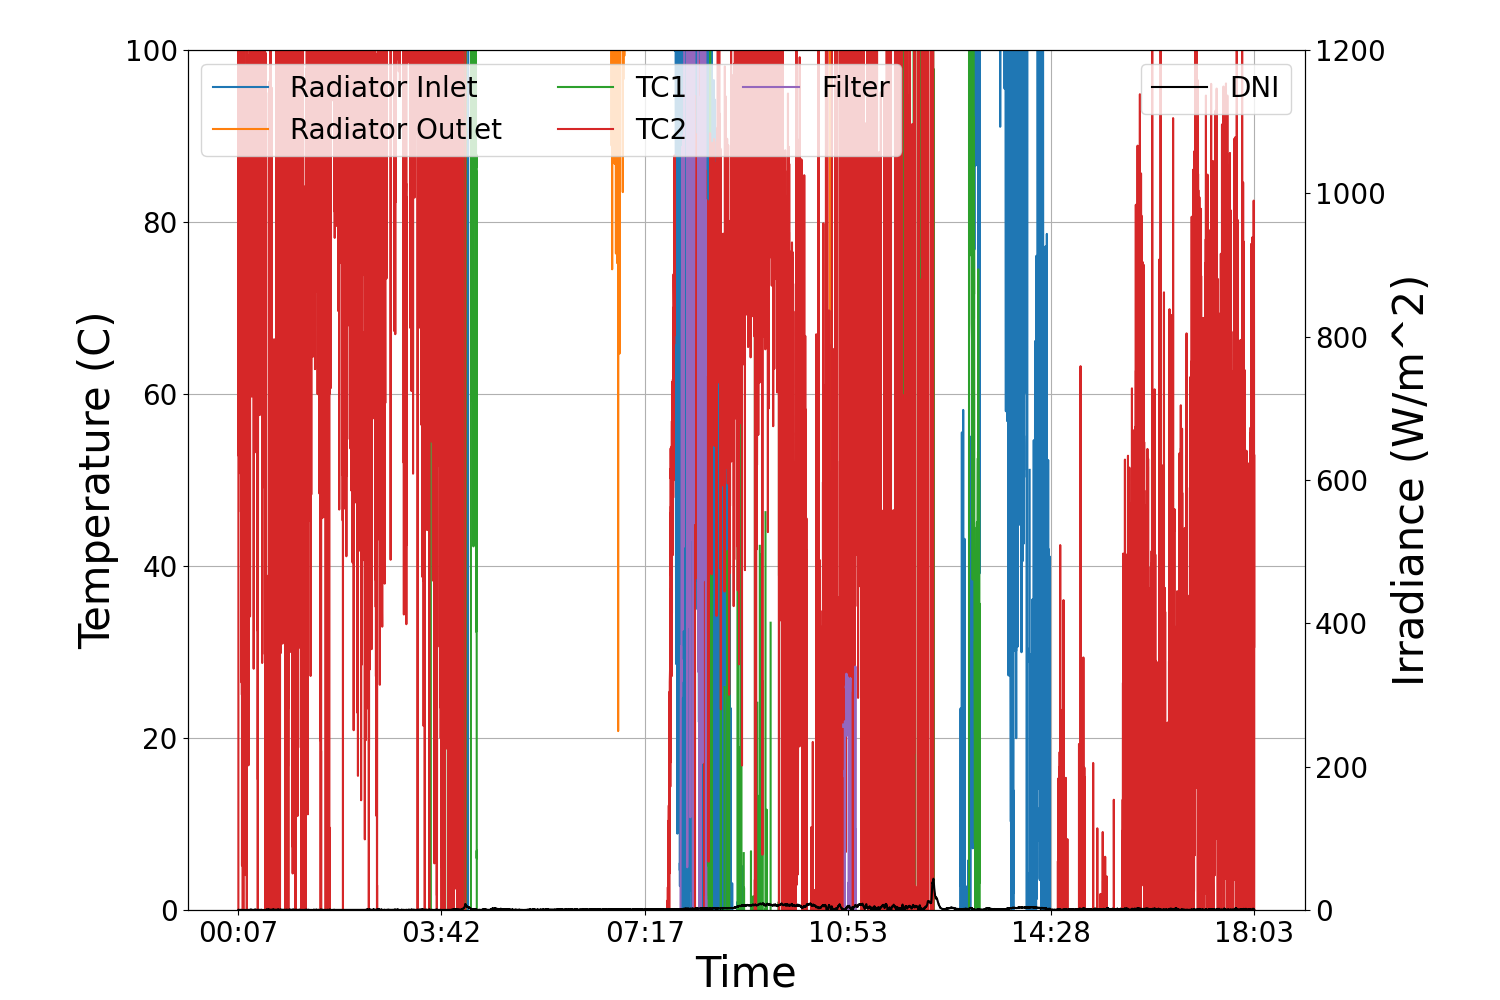 100
80
60
40
20
0
Temperature (C)
Radiator Inlet
Radiator Outlet
TC1
TC2
Filter
DNI
1200
1000
800
600
400
200
0
Irradiance (W/m^2)
00:07
03:42
07:17
10:53
14:28
18:03
Time